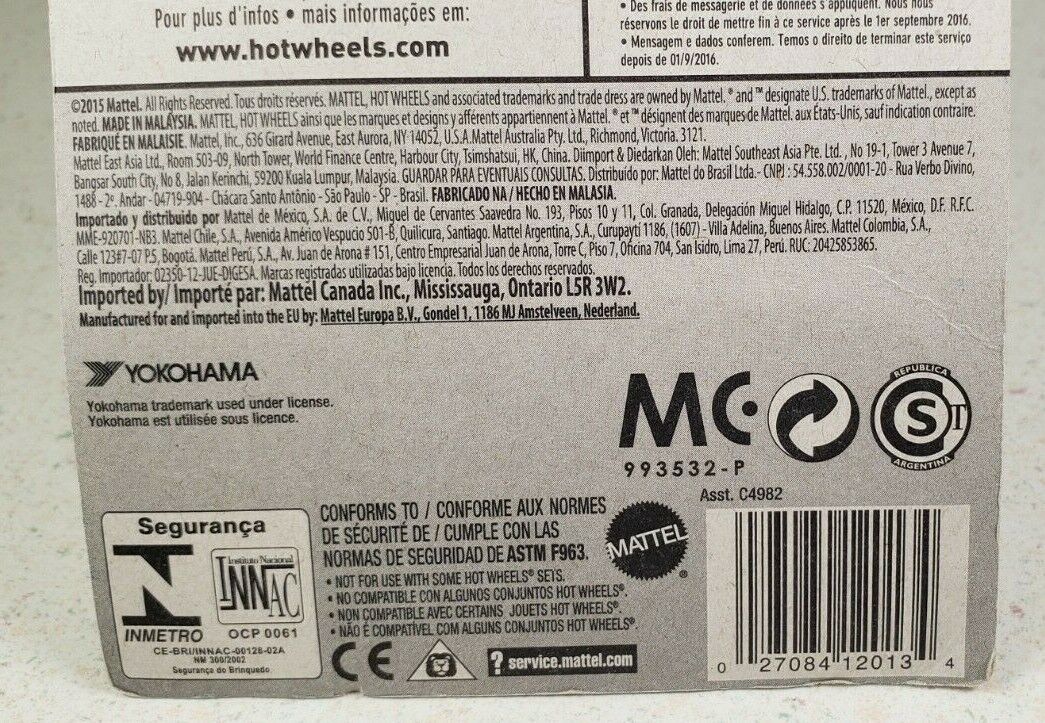 Pour plus d'infos • mais informações em:
www.hotwheels.com
• Des frais de messagerie et de données s'appliquent. Nous nous
réservons le droit de mettre fin à ce service après le 1er septembre 2016.
• Mensagem e dados conferem. Temos o direito de terminar este serviço
depois de 01/9/2016.
©2015 Mattel. All Rights Reserved. Tous droits réservés. MATTEL, HOT WHEELS and associated trademarks and trade dress are owned by Mattel. ® and ™ designate U.S. trademarks of Mattel., except as
noted. MADE IN MALAYSIA. MATTEL, HOT WHEELS ainsi que les marques et designs y afférents appartiennent à Mattel. ® et ™ désignent des marques de Mattel. aux États-Unis, sauf indication contraire.
FABRIQUÉ EN MALAISIE. Mattel, Inc., 636 Girard Avenue, East Aurora, NY 14052, U.S.A. Mattel Australia Pty. Ltd., Richmond, Victoria. 3121.
Mattel East Asia Ltd., Room 503-09, North Tower, World Finance Centre, Harbour City, Tsimshatsui, HK, China. Diimport & Diedarkan Oleh: Mattel Southeast Asia Pte. Ltd., No 19-1, Tower 3 Avenue 7,
Bangsar South City, No 8, Jalan Kerinchi, 59200 Kuala Lumpur, Malaysia. GUARDAR PARA EVENTUAIS CONSULTAS. Distribuido por: Mattel do Brasil Ltda.- CNPJ : 54.558.002/0001-20 - Rua Verbo Divino,
1488 - 2º. Andar - 04719-904 - Chácara Santo Antônio - São Paulo - SP - Brasil. FABRICADO NA / HECHO EN MALASIA.
Importado y distribuido por Mattel de México, S.A. de C.V., Miguel de Cervantes Saavedra No. 193, Pisos 10 y 11, Col. Granada, Delegación Miguel Hidalgo, C.P. 11520, México, D.F. R.F.C.
MME-920701-NB3. Mattel Chile, S.A., Avenida Américo Vespucio 501-B, Quilicura, Santiago. Mattel Argentina, S.A., Curupaytí 1186, (1607) - Villa Adelina, Buenos Aires. Mattel Colombia, S.A.,
Calle 123#7-07 P.5, Bogotá. Mattel Perú, S.A., Av. Juan de Arona # 151, Centro Empresarial Juan de Arona, Torre C, Piso 7, Oficina 704, San Isidro, Lima 27, Perú. RUC: 20425853865.
Reg. Importador: 02350-12-JUE-DIGESA. Marcas registradas utilizadas bajo licencia. Todos los derechos reservados.
Imported by/ Importé par: Mattel Canada Inc., Mississauga, Ontario L5R 3W2.
Manufactured for and imported into the EU by: Mattel Europa B.V., Gondel 1, 1186 MJ Amstelveen, Nederland.
YOKOHAMA
Yokohama trademark used under license.
Yokohama est utilisée sous licence.
MC
993532-P
REPUBLICA
S T
ARGENTINA
Asst. C4982
Segurança
INMETRO
Instituto Nacional
INNAC
OCP 0061
CE-BRI/INNAC-00128-02A
NM 300/2002
Segurança do Brinquedo
CONFORMS TO / CONFORME AUX NORMES
DE SÉCURITÉ DE / CUMPLE CON LAS
NORMAS DE SEGURIDAD DE ASTM F963.
• NOT FOR USE WITH SOME HOT WHEELS® SETS.
• NO COMPATIBLE CON ALGUNOS CONJUNTOS HOT WHEELS®.
• NON COMPATIBLE AVEC CERTAINS JOUETS HOT WHEELS®.
• NÃO É COMPATÍVEL COM ALGUNS CONJUNTOS HOT WHEELS®.
MATTEL ®
CE
? service.mattel.com
0 27084 12013 4